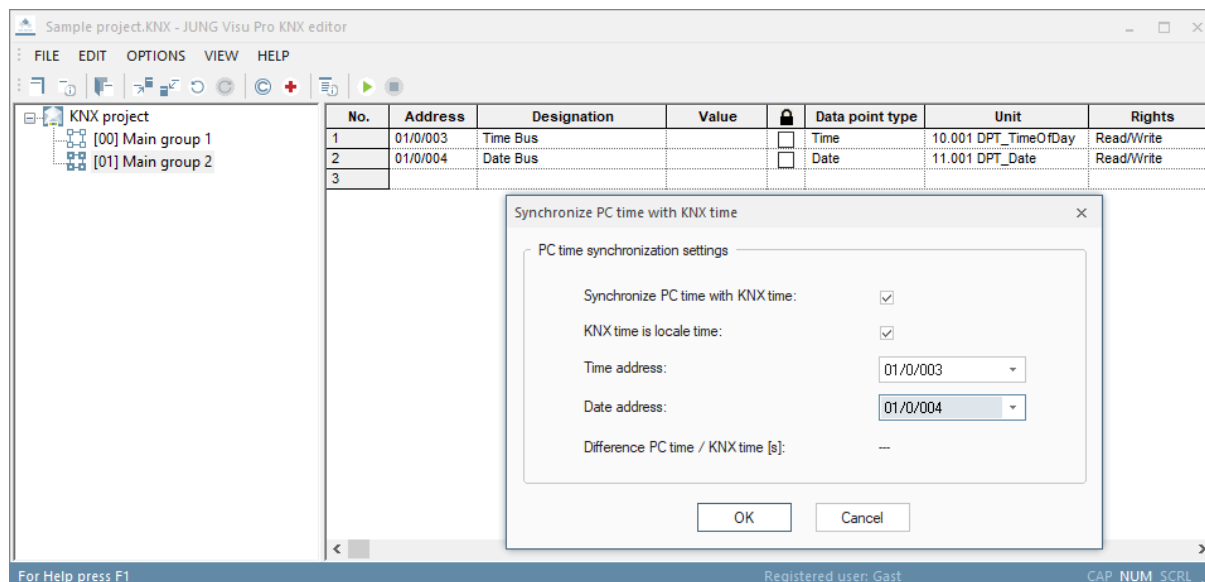 Sample project.KNX - JUNG Visu Pro KNX editor
FILE EDIT OPTIONS VIEW HELP
KNX project
[00] Main group 1
[01] Main group 2
No. Address Designation Value Data point type Unit Rights
1 01/0/003 Time Bus Time 10.001 DPT_TimeOfDay Read/Write
2 01/0/004 Date Bus Date 11.001 DPT_Date Read/Write
3
Synchronize PC time with KNX time
PC time synchronization settings
Synchronize PC time with KNX time:
KNX time is locale time:
Time address: 01/0/003
Date address: 01/0/004
Difference PC time / KNX time [s]: ---
OK Cancel
For Help press F1 Registered user: Gast CAP NUM SCRL